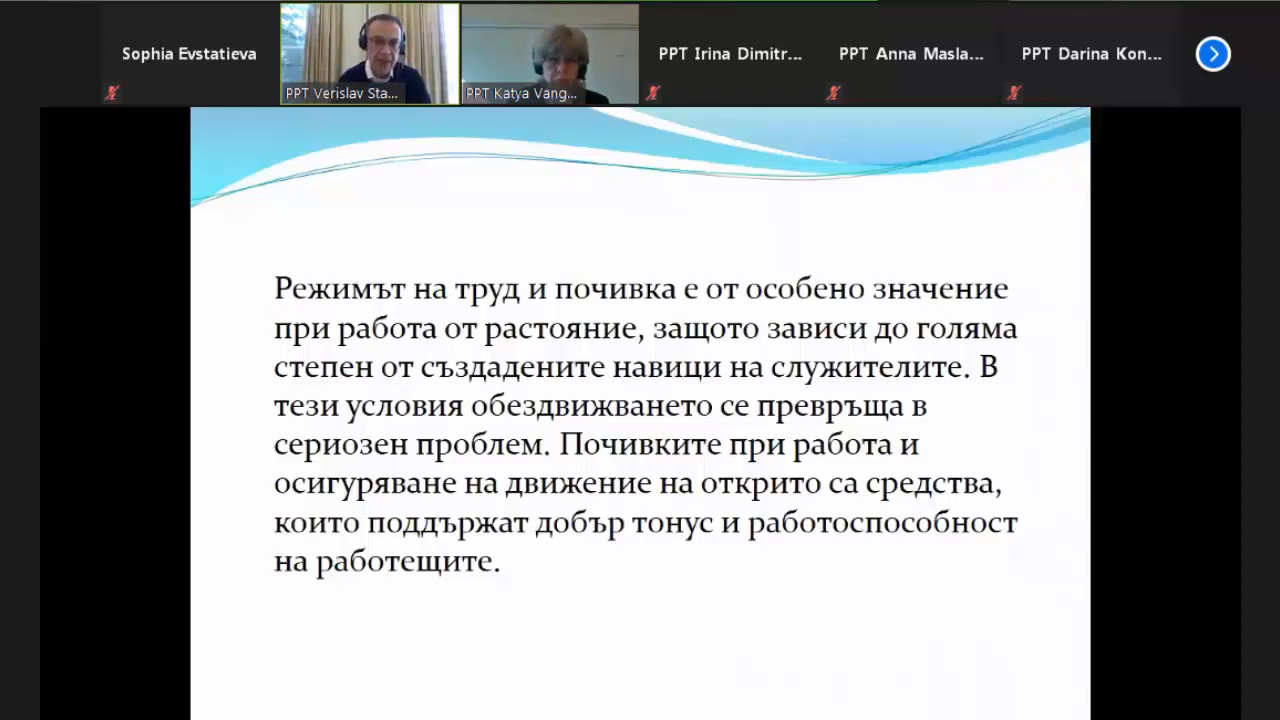 Sophia Evstatieva
PPT Verislav Sta...
PPT Katya Vang...
PPT Irina Dimitr...
PPT Anna Masla...
PPT Darina Kon...
Режимът на труд и почивка е от особено значение
при работа от растояние, защото зависи до голяма
степен от създадените навици на служителите. В
тези условия обездвижването се превръща в
сериозен проблем. Почивките при работа и
осигуряване на движение на открито са средства,
които поддържат добър тонус и работоспособност
на работещите.